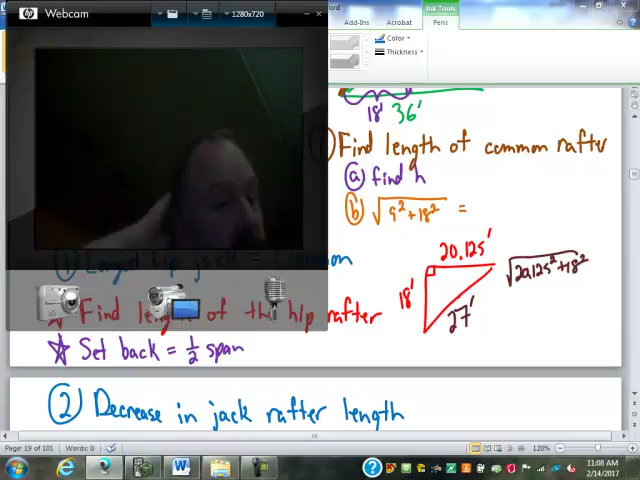 Webcam
1280x720
Ink Tools
Add-Ins Acrobat Pens
Color
Thickness
18' 36'
Find length of common rafter
a find h
b √9²+18² =
20.125'
18'
√20.125²+18²
27'
1 Longest hip jack = common
☆ Find length of the hip rafter
☆ Set back = 1/2 span
2 Decrease in jack rafter length
Page: 19 of 101 Words: 0 120%
11:08 AM
2/14/2017